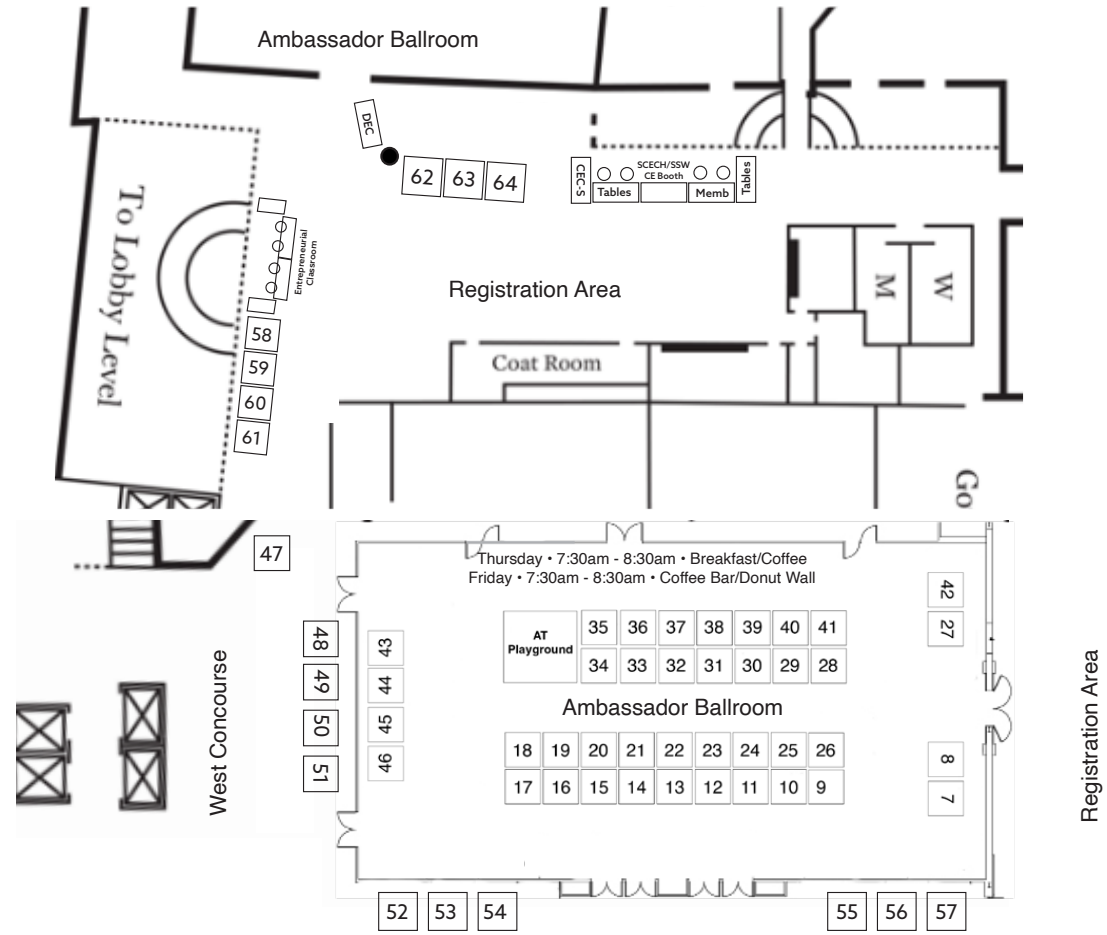 Ambassador Ballroom
DEC
62 63 64
CEC-S
SCECH/SSW
CE Booth
Tables
Memb
Tables
To Lobby Level
Entrepreneurial
Classroom
58
59
60
61
Registration Area
M
W
Coat Room
Go
47
Thursday • 7:30am - 8:30am • Breakfast/Coffee
Friday • 7:30am - 8:30am • Coffee Bar/Donut Wall
42
27
48
49
50
51
43
44
45
46
AT
Playground
35 36 37 38 39 40 41
34 33 32 31 30 29 28
Ambassador Ballroom
18 19 20 21 22 23 24 25 26
17 16 15 14 13 12 11 10 9
8
7
West Concourse
Registration Area
52 53 54
55 56 57